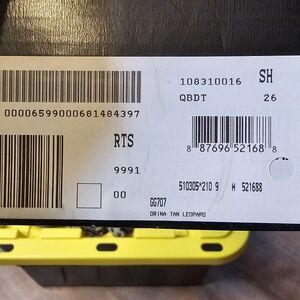 108310016 SH
QBDT 26
00006599000681484397
8 87696 52168 8
RTS
9991
00
510305*210 9 M 521688
GG707
DRINA TAN LEOPARD